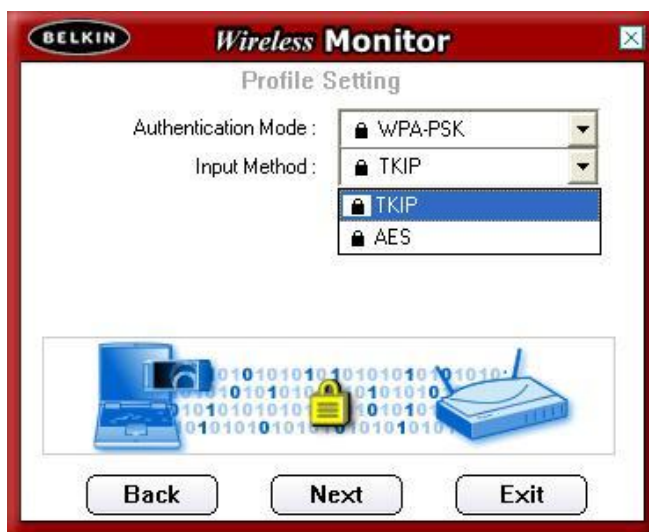 BELKIN
Wireless Monitor
Profile Setting
Authentication Mode : WPA-PSK
Input Method : TKIP
TKIP
AES
Back Next Exit